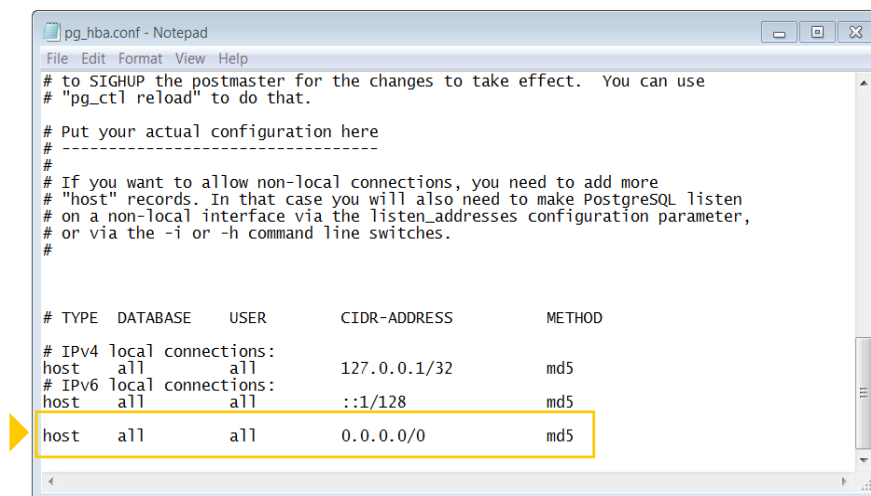 pg_hba.conf - Notepad
File Edit Format View Help
# to SIGHUP the postmaster for the changes to take effect.  You can use
# "pg_ctl reload" to do that.
# Put your actual configuration here
# ----------------------------------
#
# If you want to allow non-local connections, you need to add more
# "host" records. In that case you will also need to make PostgreSQL listen
# on a non-local interface via the listen_addresses configuration parameter,
# or via the -i or -h command line switches.
#
# TYPE  DATABASE    USER        CIDR-ADDRESS          METHOD
# IPv4 local connections:
host    all         all         127.0.0.1/32          md5
# IPv6 local connections:
host    all         all         ::1/128               md5
host    all         all         0.0.0.0/0             md5